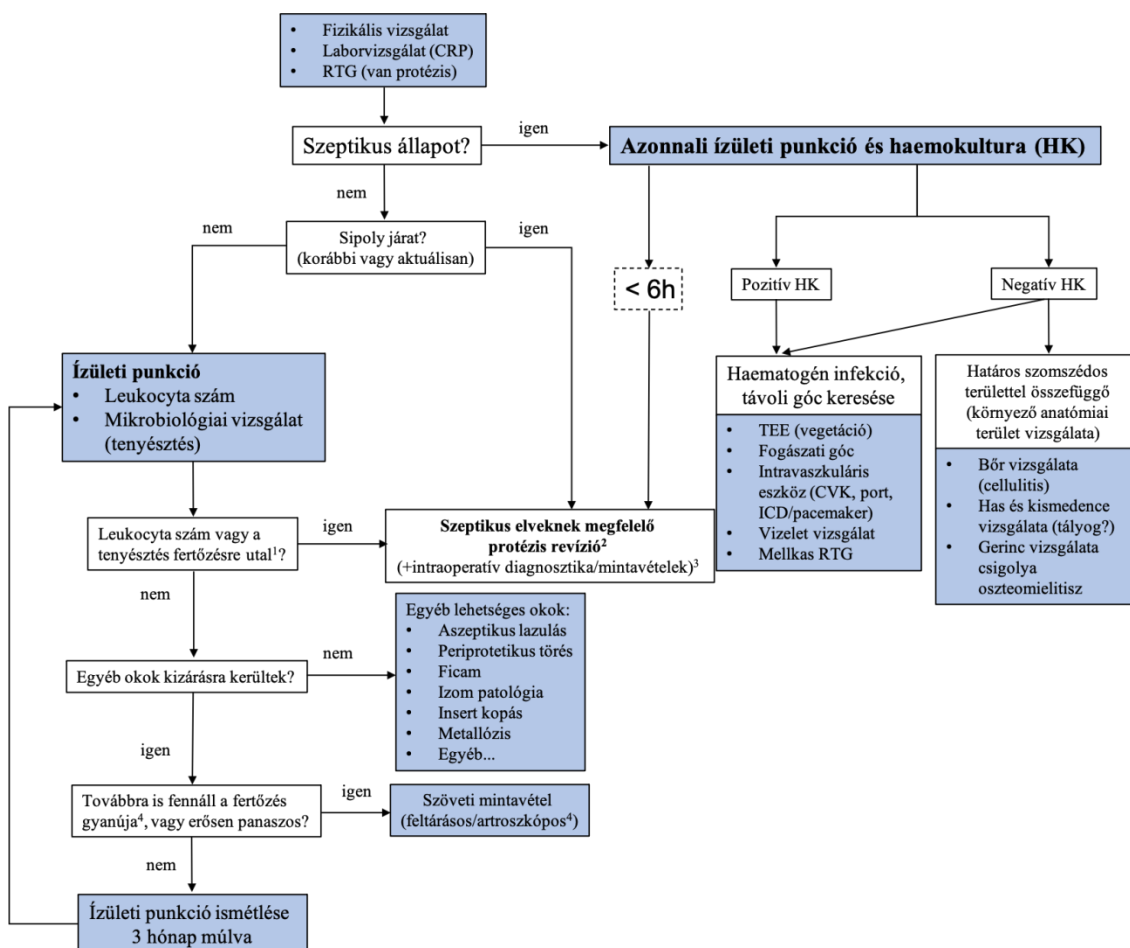 • Fizikális vizsgálat
• Laborvizsgálat (CRP)
• RTG (van protézis)
Szeptikus állapot?
igen
Azonnali ízületi punkció és haemokultura (HK)
nem
nem
Sipoly járat?
(korábbi vagy aktuálisan)
igen
< 6h
Pozitív HK
Negatív HK
Ízületi punkció
• Leukocyta szám
• Mikrobiológiai vizsgálat
(tenyésztés)
Haematogén infekció,
távoli góc keresése
• TEE (vegetáció)
• Fogászati góc
• Intravaszkuláris
eszköz (CVK, port,
ICD/pacemaker)
• Vizelet vizsgálat
• Mellkas RTG
Határos szomszédos
területtel összefüggő
(környező anatómiai
terület vizsgálata)
• Bőr vizsgálata
(cellulitis)
• Has és kismedence
vizsgálata (tályog?)
• Gerinc vizsgálata
csigolya
oszteomielitisz
Leukocyta szám vagy a
tenyésztés fertőzésre utal¹?
igen
Szeptikus elveknek megfelelő
protézis revízió²
(+intraoperatív diagnosztika/mintavételek)³
nem
Egyéb okok kizárásra kerültek?
nem
Egyéb lehetséges okok:
• Aszeptikus lazulás
• Periprotetikus törés
• Ficam
• Izom patológia
• Insert kopás
• Metallózis
• Egyéb...
igen
Továbbra is fennáll a fertőzés
gyanúja⁴, vagy erősen panaszos?
igen
Szöveti mintavétel
(feltárásos/artroszkópos⁴)
nem
Ízületi punkció ismétlése
3 hónap múlva